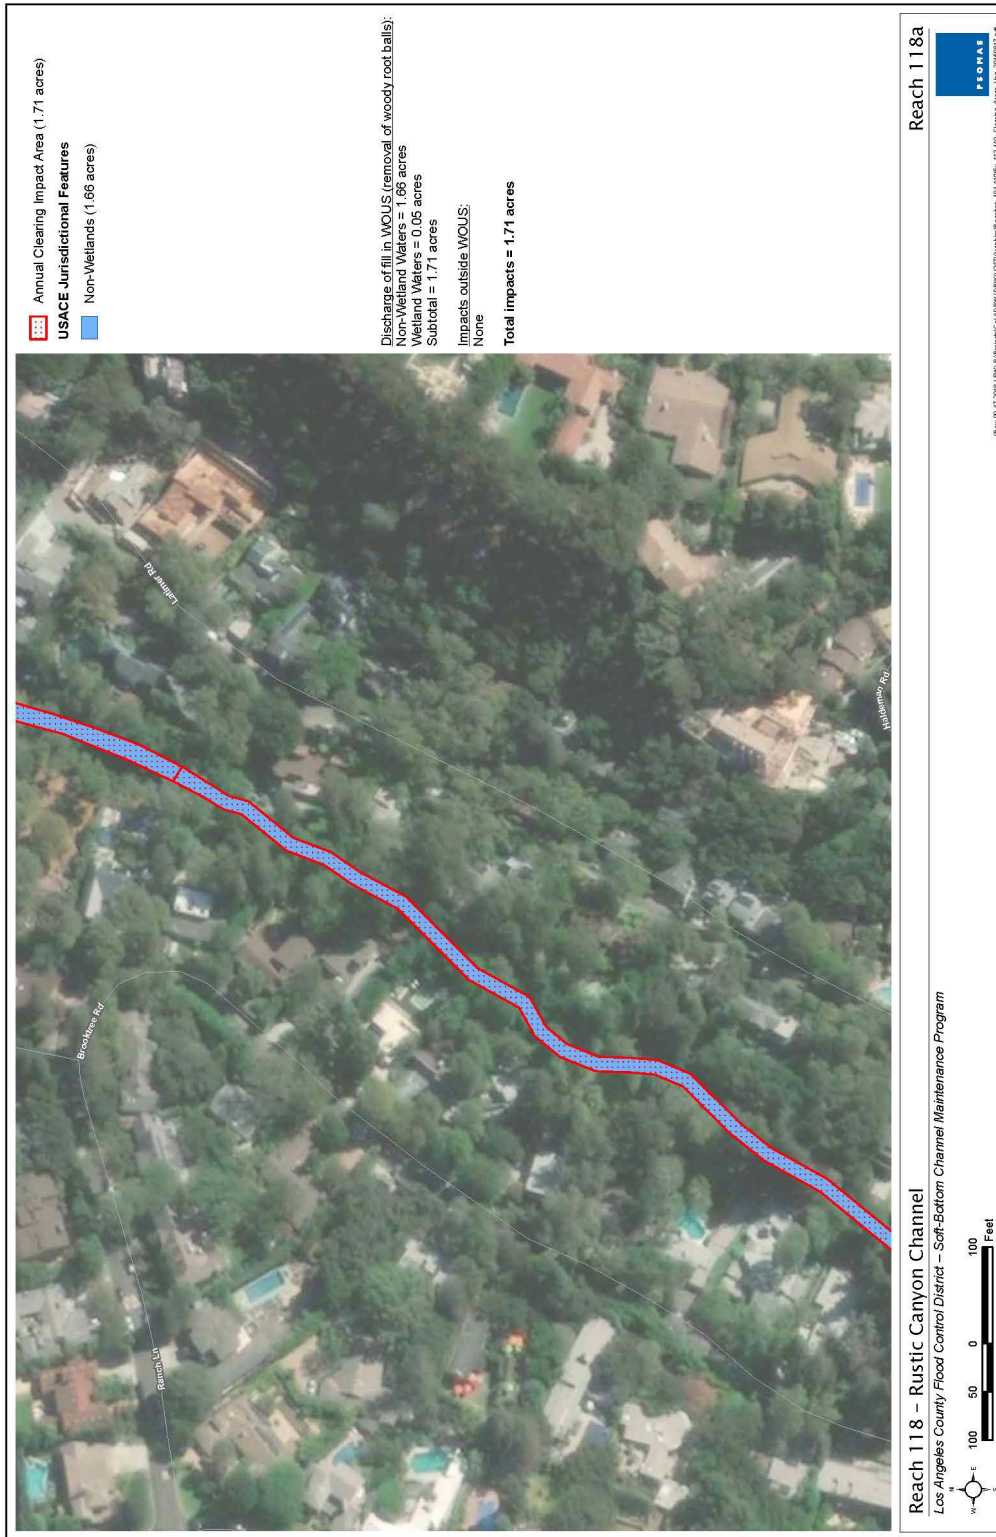 Annual Clearing Impact Area (1.71 acres)
USACE Jurisdictional Features
Non-Wetlands (1.66 acres)
Discharge of fill in WOUS (removal of woody root balls):
Non-Wetland Waters = 1.66 acres
Wetland Waters = 0.05 acres
Subtotal = 1.71 acres
Impacts outside WOUS:
None
Total impacts = 1.71 acres
Latimer Rd
Brooktree Rd
Ranch Ln
Haldeman Rd
Reach 118 – Rustic Canyon Channel
Reach 118a
Los Angeles County Flood Control District – Soft-Bottom Channel Maintenance Program
N
W
E
S
100 50 0 100
Feet
PSOMAS